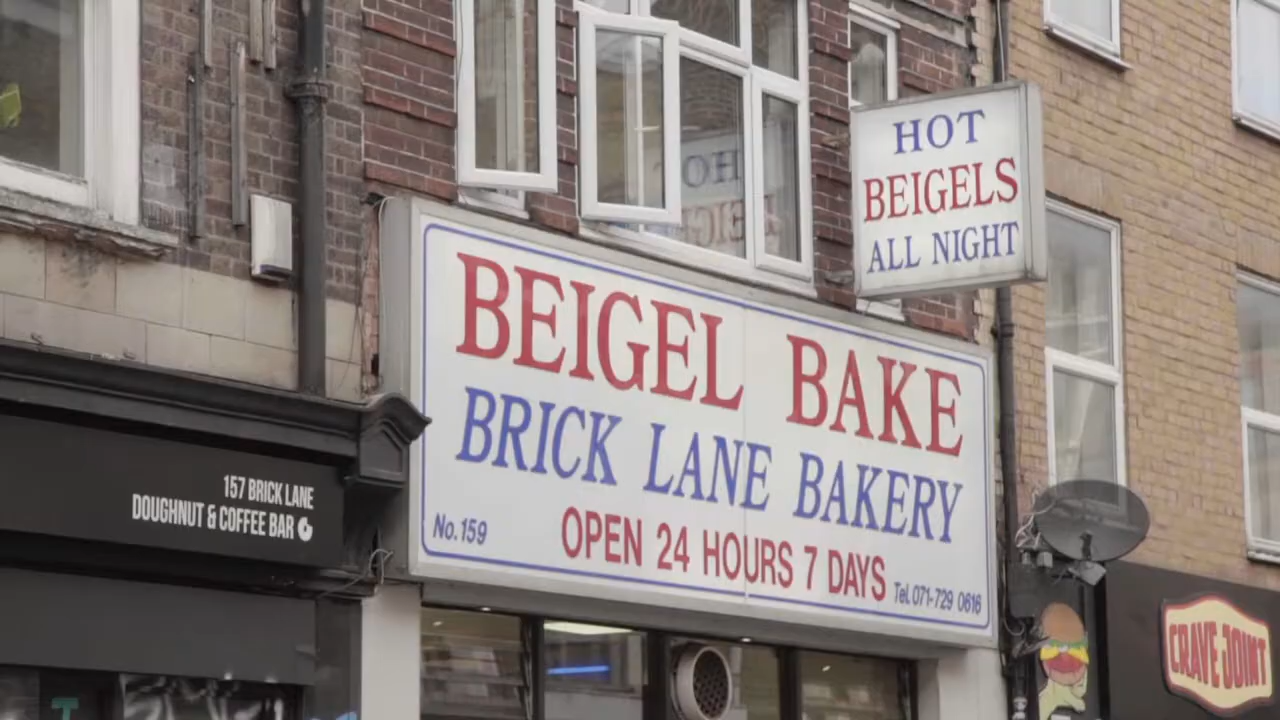 HOT
BEIGELS
ALL NIGHT
BEIGEL BAKE
BRICK LANE BAKERY
No.159
OPEN 24 HOURS 7 DAYS
Tel.071-729 0616
157 BRICK LANE
DOUGHNUT & COFFEE BAR
CRAVE JOINT